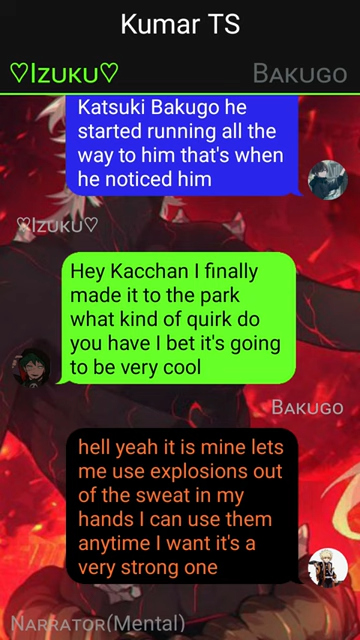 Kumar TS
♡Izuku♡ Bakugo
Katsuki Bakugo he
started running all the
way to him that's when
he noticed him
♡Izuku♡
Hey Kacchan I finally
made it to the park
what kind of quirk do
you have I bet it's going
to be very cool
Bakugo
hell yeah it is mine lets
me use explosions out
of the sweat in my
hands I can use them
anytime I want it's a
very strong one
Narrator(Mental)